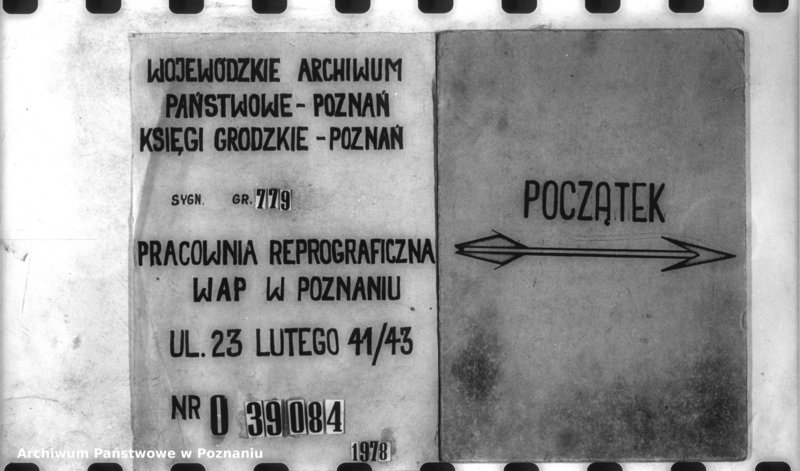 WOJEWÓDZKIE ARCHIWUM
PAŃSTWOWE - POZNAŃ
KSIĘGI GRODZKIE - POZNAŃ
SYGN. GR. 779
PRACOWNIA REPROGRAFICZNA
WAP W POZNANIU
UL. 23 LUTEGO 41/43
NR 0 39084
1978
POCZĄTEK
Archiwum Państwowe w Poznaniu